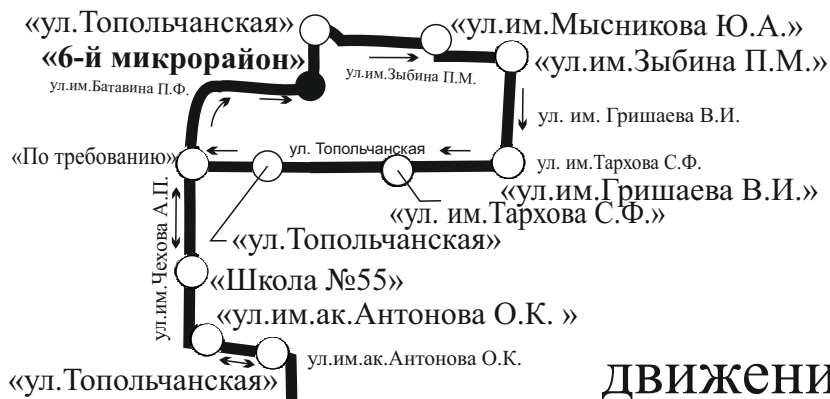 «ул.Топольчанская»
«ул.им.Мысникова Ю.А.»
«6-й микрорайон»
«ул.им.Зыбина П.М.»
ул.им.Зыбина П.М.
ул.им.Батавина П.Ф.
ул. им. Гришаева В.И.
ул. Топольчанская
«По требованию»
ул. им.Тархова С.Ф.
«ул.им.Гришаева В.И.»
«ул. им.Тархова С.Ф.»
«ул.Топольчанская»
ул.им.Чехова А.П.
«Школа №55»
«ул.им.ак.Антонова О.К. »
ул.им.ак.Антонова О.К.
«ул.Топольчанская»
движени